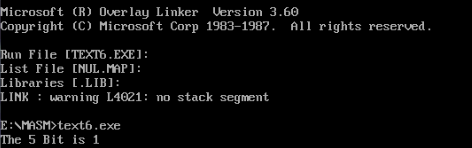 Microsoft (R) Overlay Linker  Version 3.60
Copyright (C) Microsoft Corp 1983-1987.  All rights reserved.
Run File [TEXT6.EXE]:
List File [NUL.MAP]:
Libraries [.LIB]:
LINK : warning L4021: no stack segment
E:\MASM>text6.exe
The 5 Bit is 1